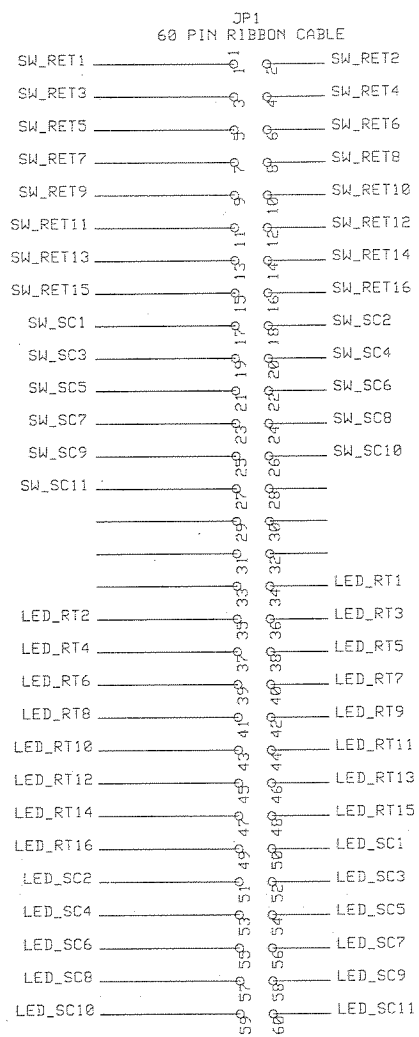 JP1
60 PIN RIBBON CABLE
1
SW_RET1 1 2 SW_RET2
SW_RET3 3 4 SW_RET4
SW_RET5 5 6 SW_RET6
SW_RET7 7 8 SW_RET8
SW_RET9 9 10 SW_RET10
SW_RET11 11 12 SW_RET12
SW_RET13 13 14 SW_RET14
SW_RET15 15 16 SW_RET16
SW_SC1 17 18 SW_SC2
SW_SC3 19 20 SW_SC4
SW_SC5 21 22 SW_SC6
SW_SC7 23 24 SW_SC8
SW_SC9 25 26 SW_SC10
SW_SC11 27 28
29 30
31 32
33 34 LED_RT1
LED_RT2 35 36 LED_RT3
LED_RT4 37 38 LED_RT5
LED_RT6 39 40 LED_RT7
LED_RT8 41 42 LED_RT9
LED_RT10 43 44 LED_RT11
LED_RT12 45 46 LED_RT13
LED_RT14 47 48 LED_RT15
LED_RT16 49 50 LED_SC1
LED_SC2 51 52 LED_SC3
LED_SC4 53 54 LED_SC5
LED_SC6 55 56 LED_SC7
LED_SC8 57 58 LED_SC9
LED_SC10 59 60 LED_SC11